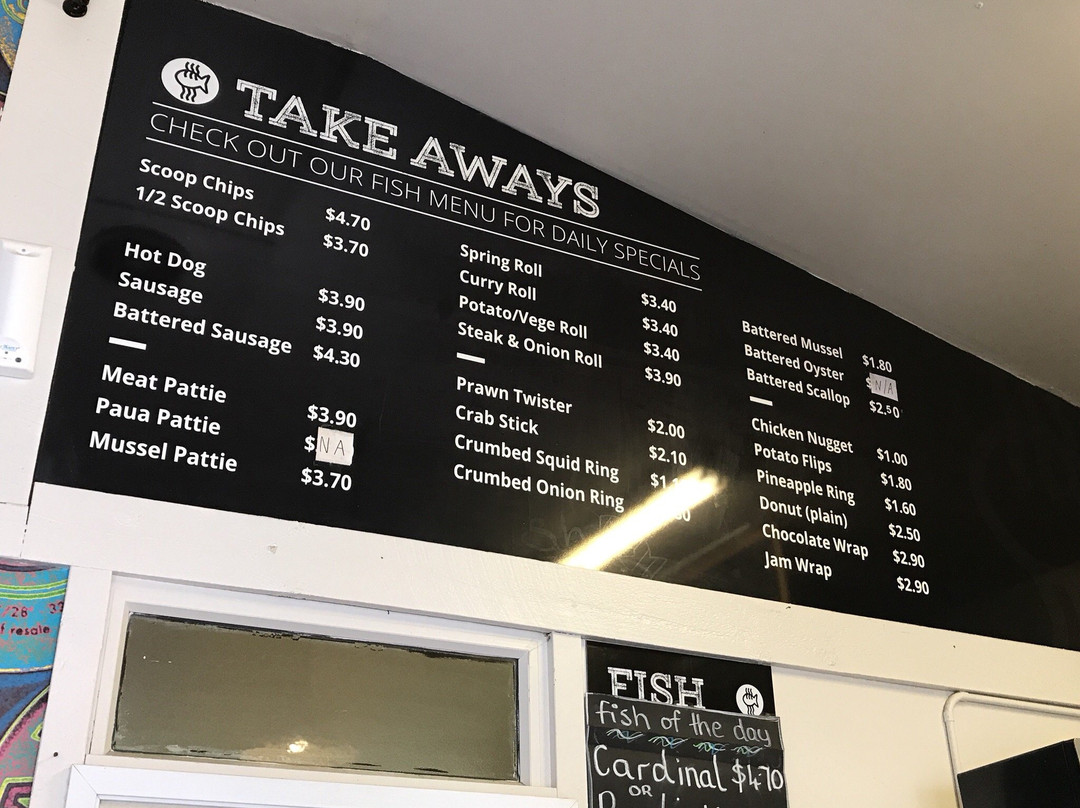 TAKE AWAYS
CHECK OUT OUR FISH MENU FOR DAILY SPECIALS
Scoop Chips $4.70
1/2 Scoop Chips $3.70
Hot Dog $3.90
Sausage $3.90
Battered Sausage $4.30
Meat Pattie $3.90
Paua Pattie $NA
Mussel Pattie $3.70
Spring Roll $3.40
Curry Roll $3.40
Potato/Vege Roll $3.40
Steak & Onion Roll $3.90
Prawn Twister $2.00
Crab Stick $2.10
Crumbed Squid Ring
Crumbed Onion Ring
Battered Mussel $1.80
Battered Oyster $N/A
Battered Scallop $2.50
Chicken Nugget $1.00
Potato Flips $1.80
Pineapple Ring $1.60
Donut (plain) $2.50
Chocolate Wrap $2.90
Jam Wrap $2.90
resale
FISH
fish of the day
Cardinal $4.70
OR